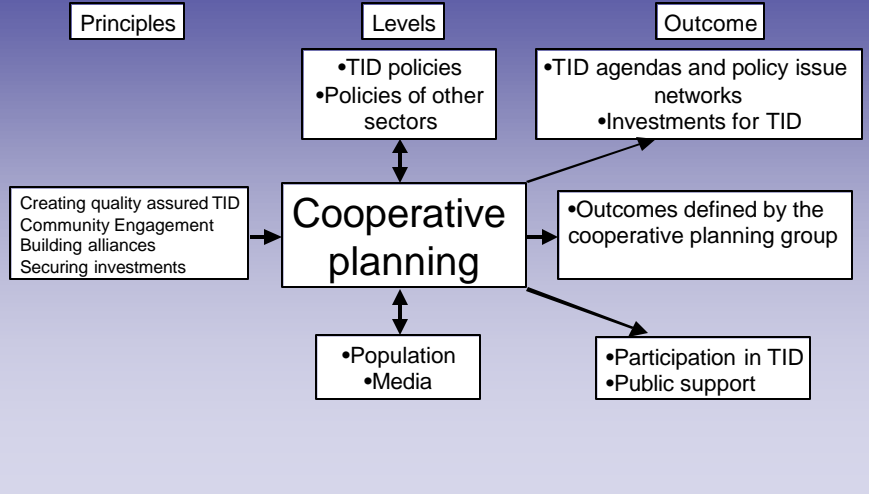 Principles
Levels
Outcome
•TID policies
•Policies of other
sectors
•TID agendas and policy issue
networks
•Investments for TID
Creating quality assured TID
Community Engagement
Building alliances
Securing investments
Cooperative
planning
•Outcomes defined by the
cooperative planning group
•Population
•Media
•Participation in TID
•Public support